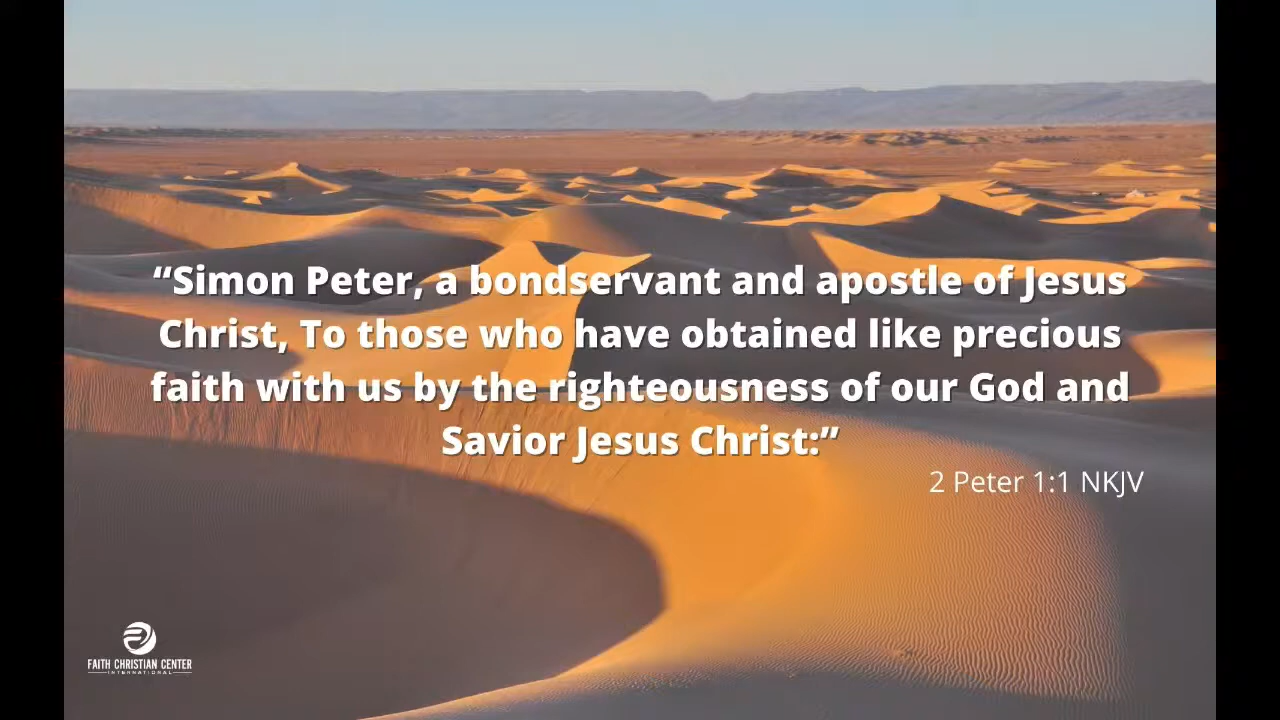 “Simon Peter, a bondservant and apostle of Jesus
Christ, To those who have obtained like precious
faith with us by the righteousness of our God and
Savior Jesus Christ:”
2 Peter 1:1 NKJV
FAITH CHRISTIAN CENTER
INTERNATIONAL